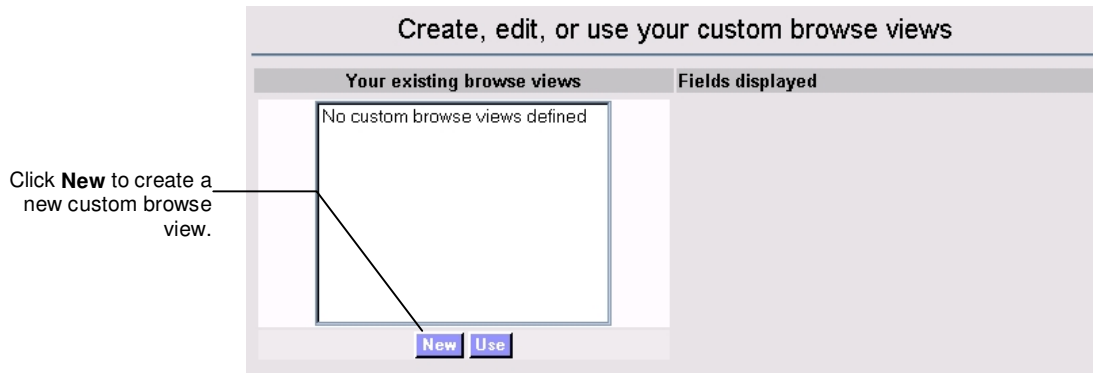 Create, edit, or use your custom browse views
Your existing browse views
Fields displayed
No custom browse views defined
Click New to create a
new custom browse
view.
New Use